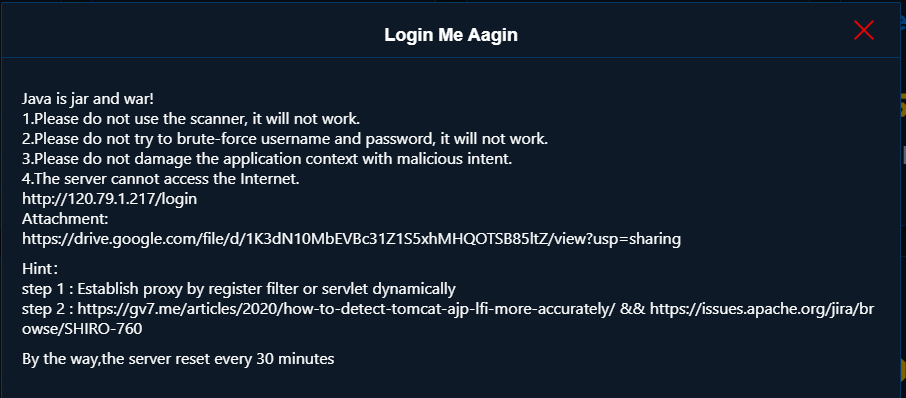 Login Me Aagin
Java is jar and war!
1.Please do not use the scanner, it will not work.
2.Please do not try to brute-force username and password, it will not work.
3.Please do not damage the application context with malicious intent.
4.The server cannot access the Internet.
http://120.79.1.217/login
Attachment:
https://drive.google.com/file/d/1K3dN10MbEVBc31Z1S5xhMHQOTSB85ltZ/view?usp=sharing
Hint：
step 1 : Establish proxy by register filter or servlet dynamically
step 2 : https://gv7.me/articles/2020/how-to-detect-tomcat-ajp-lfi-more-accurately/ && https://issues.apache.org/jira/br
owse/SHIRO-760
By the way,the server reset every 30 minutes